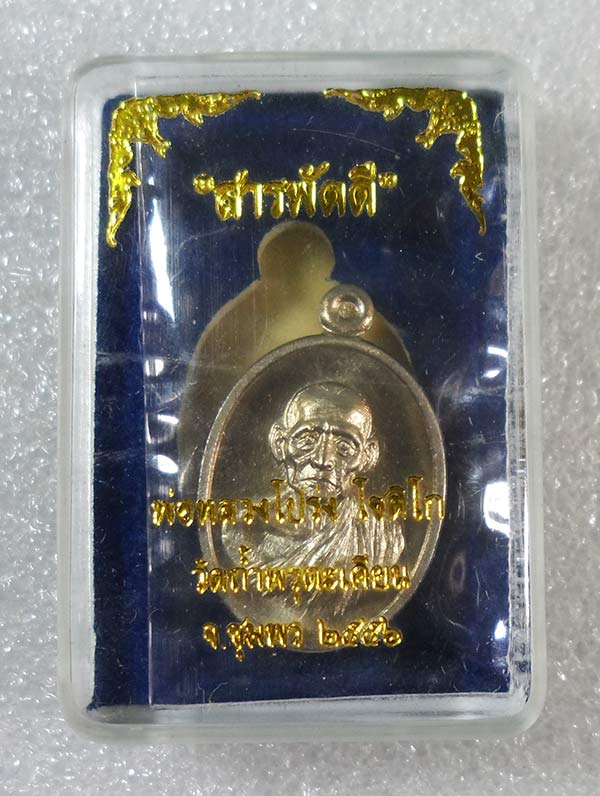 "สารพัดดี"
พ่อหลวงโปรง โชติโก
วัดถ้ำพรุตะเคียน
จ.ชุมพร ๒๕๕๖